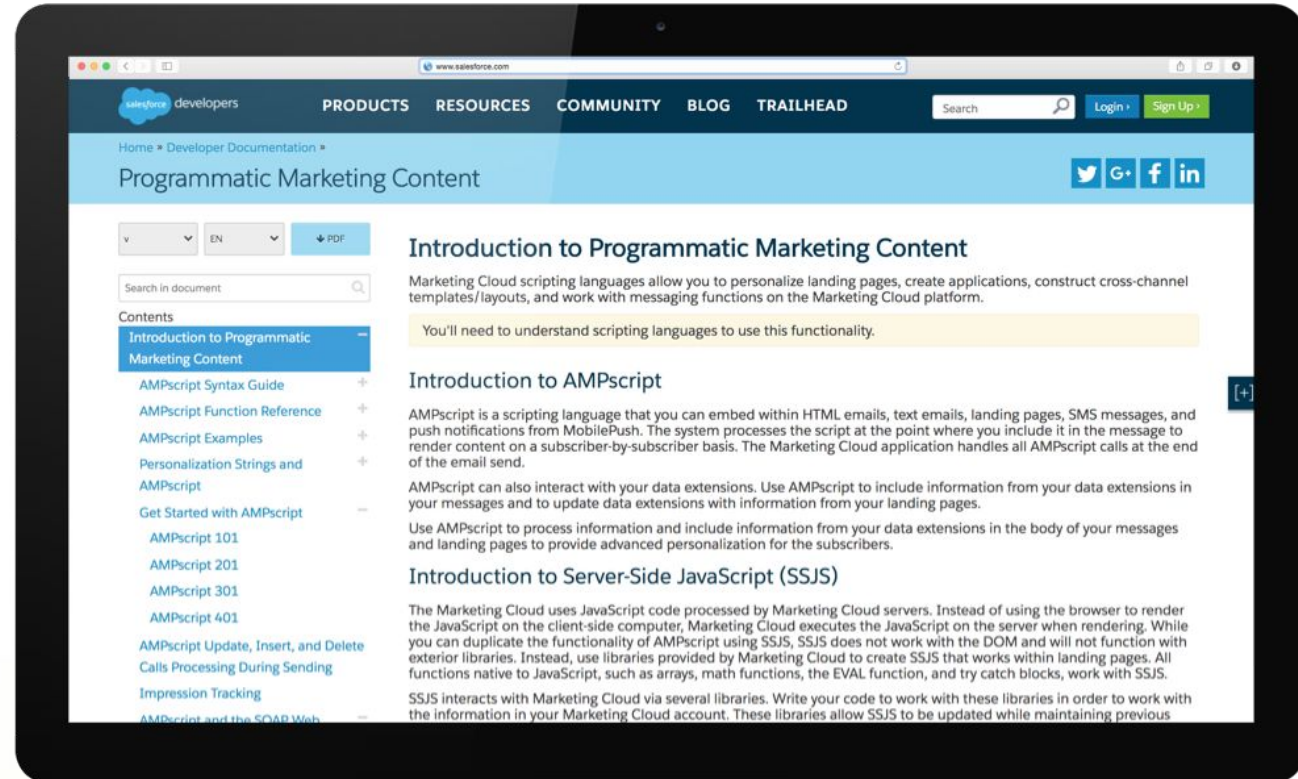 www.salesforce.com
salesforce developers
PRODUCTS RESOURCES COMMUNITY BLOG TRAILHEAD
Search
Login ›
Sign Up ›
Home » Developer Documentation »
Programmatic Marketing Content
G+ f in
v
EN
PDF
Search in document
Contents
Introduction to Programmatic
Marketing Content
AMPscript Syntax Guide
AMPscript Function Reference
AMPscript Examples
Personalization Strings and
AMPscript
Get Started with AMPscript
AMPscript 101
AMPscript 201
AMPscript 301
AMPscript 401
AMPscript Update, Insert, and Delete
Calls Processing During Sending
Impression Tracking
AMPscript and the SOAP Web
Introduction to Programmatic Marketing Content
Marketing Cloud scripting languages allow you to personalize landing pages, create applications, construct cross-channel
templates/layouts, and work with messaging functions on the Marketing Cloud platform.
You'll need to understand scripting languages to use this functionality.
Introduction to AMPscript
AMPscript is a scripting language that you can embed within HTML emails, text emails, landing pages, SMS messages, and
push notifications from MobilePush. The system processes the script at the point where you include it in the message to
render content on a subscriber-by-subscriber basis. The Marketing Cloud application handles all AMPscript calls at the end
of the email send.
AMPscript can also interact with your data extensions. Use AMPscript to include information from your data extensions in
your messages and to update data extensions with information from your landing pages.
Use AMPscript to process information and include information from your data extensions in the body of your messages
and landing pages to provide advanced personalization for the subscribers.
Introduction to Server-Side JavaScript (SSJS)
The Marketing Cloud uses JavaScript code processed by Marketing Cloud servers. Instead of using the browser to render
the JavaScript on the client-side computer, Marketing Cloud executes the JavaScript on the server when rendering. While
you can duplicate the functionality of AMPscript using SSJS, SSJS does not work with the DOM and will not function with
exterior libraries. Instead, use libraries provided by Marketing Cloud to create SSJS that works within landing pages. All
functions native to JavaScript, such as arrays, math functions, the EVAL function, and try catch blocks, work with SSJS.
SSJS interacts with Marketing Cloud via several libraries. Write your code to work with these libraries in order to work with
the information in your Marketing Cloud account. These libraries allow SSJS to be updated while maintaining previous
[+]